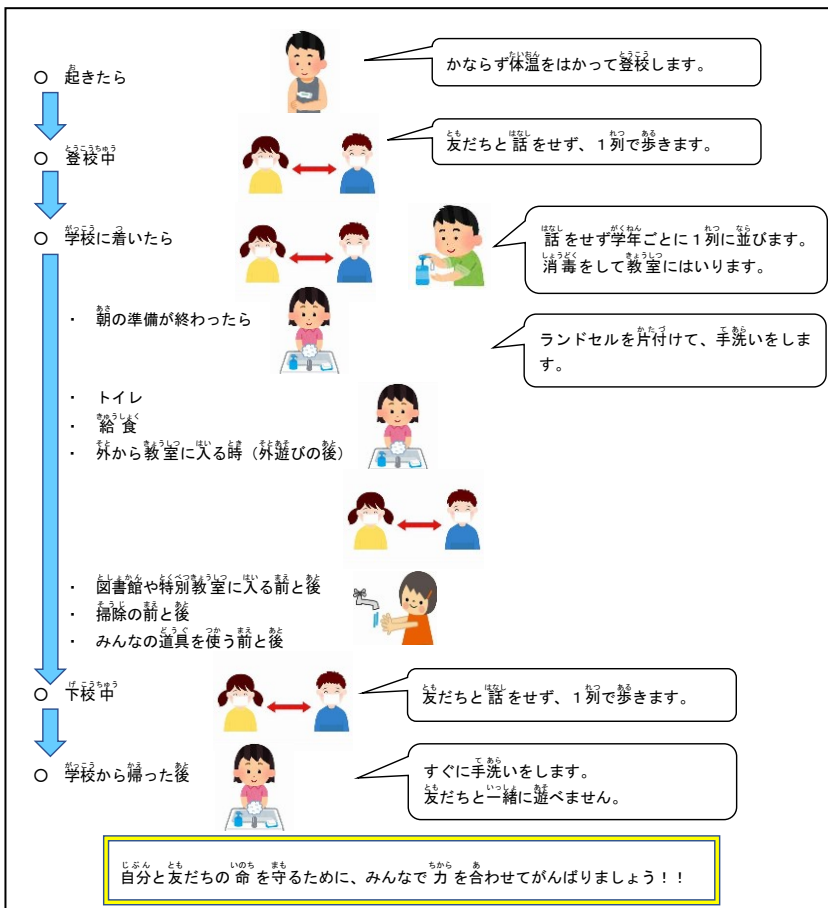 ○ 起きたら
かならず体温をはかって登校します。
○ 登校中
友だちと話をせず、1列で歩きます。
○ 学校に着いたら
話をせず学年ごとに1列に並びます。
消毒をして教室にはいります。
・ 朝の準備が終わったら
ランドセルを片付けて、手洗いをしま
す。
・ トイレ
・ 給食
・ 外から教室に入る時（外遊びの後）
・ 図書館や特別教室に入る前と後
・ 掃除の前と後
・ みんなの道具を使う前と後
○ 下校中
友だちと話をせず、1列で歩きます。
○ 学校から帰った後
すぐに手洗いをします。
友だちと一緒に遊べません。
自分と友だちの命を守るために、みんなで力を合わせてがんばりましょう！！